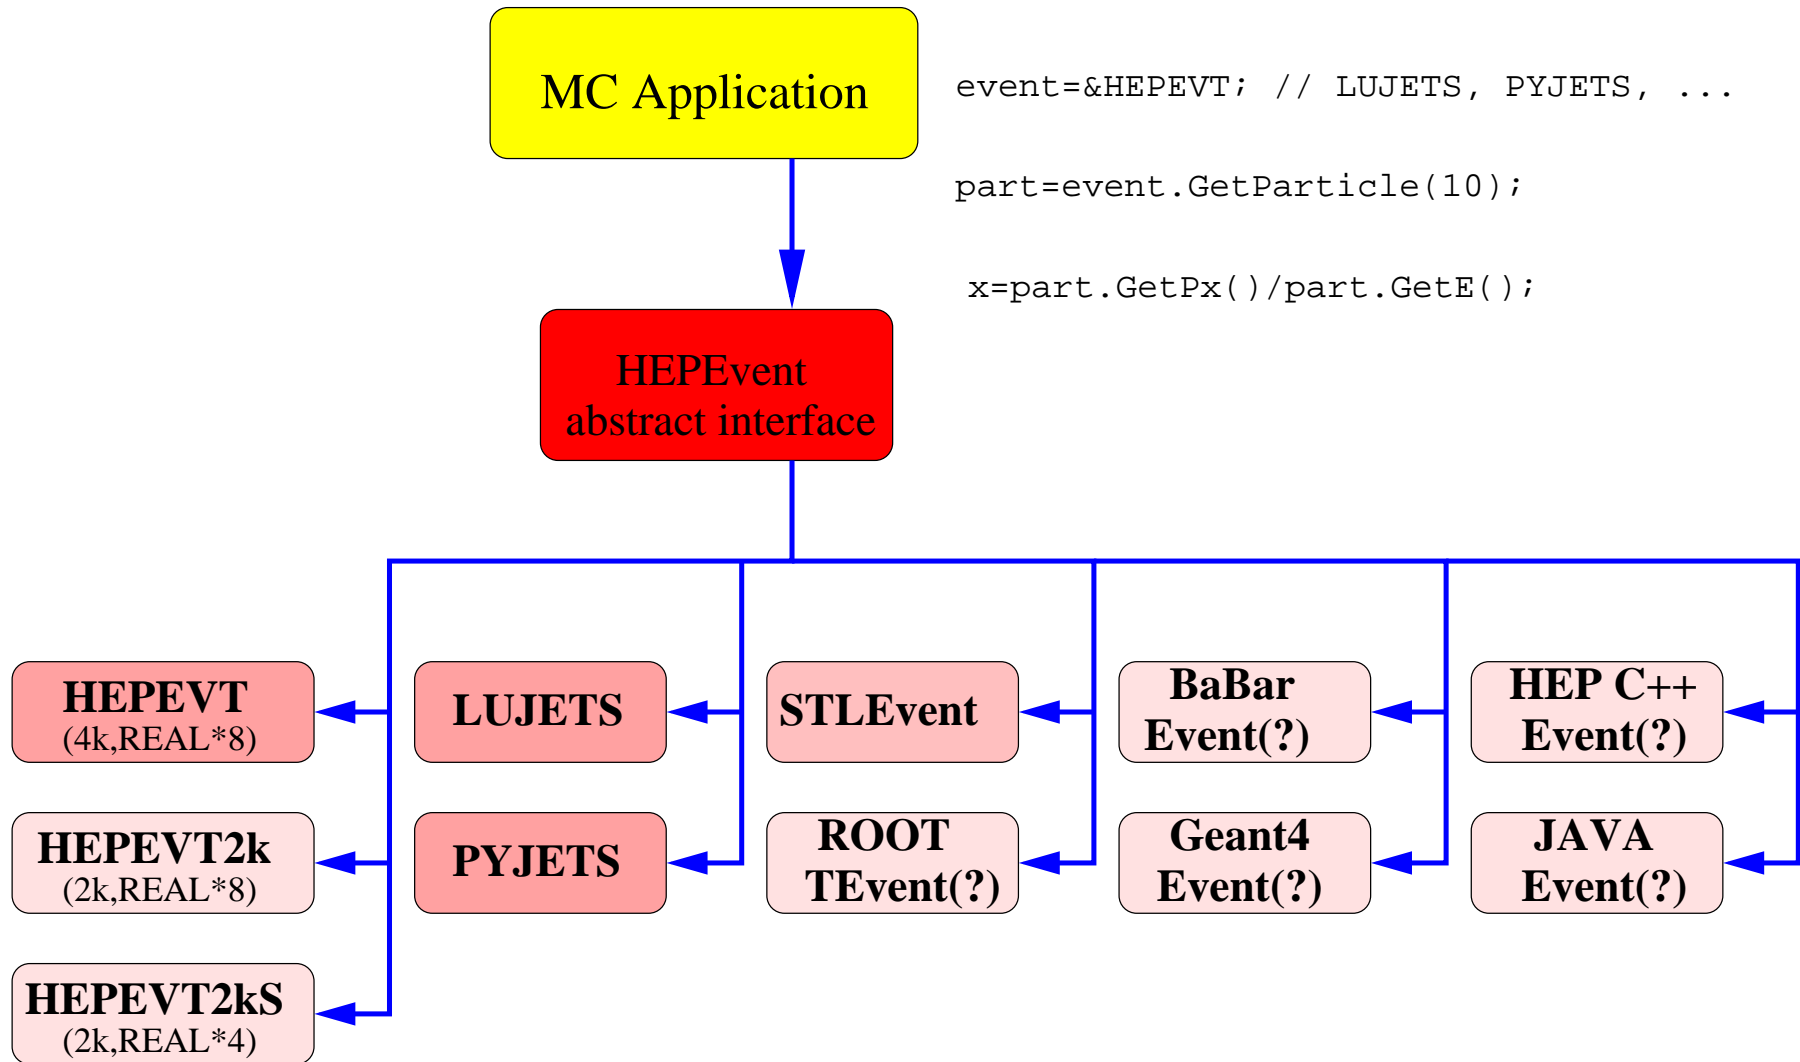 MC Application
event=&HEPEVT; // LUJETS, PYJETS, ...
part=event.GetParticle(10);
x=part.GetPx()/part.GetE();
HEPEvent
abstract interface
HEPEVT
(4k,REAL*8)
LUJETS
STLEvent
BaBar
Event(?)
HEP C++
Event(?)
HEPEVT2k
(2k,REAL*8)
PYJETS
ROOT
TEvent(?)
Geant4
Event(?)
JAVA
Event(?)
HEPEVT2kS
(2k,REAL*4)